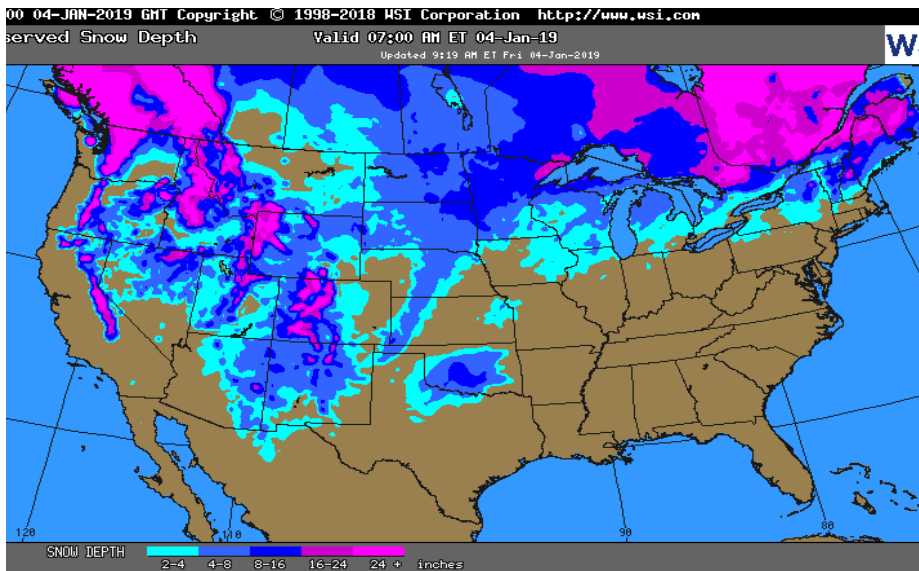 00 04-JAN-2019 GMT Copyright © 1998-2018 WSI Corporation http://www.wsi.com
served Snow Depth Valid 07:00 AM ET 04-Jan-19
Updated 9:19 AM ET Fri 04-Jan-2019
W
120 110 90 80
SNOW DEPTH
2-4 4-8 8-16 16-24 24 + inches